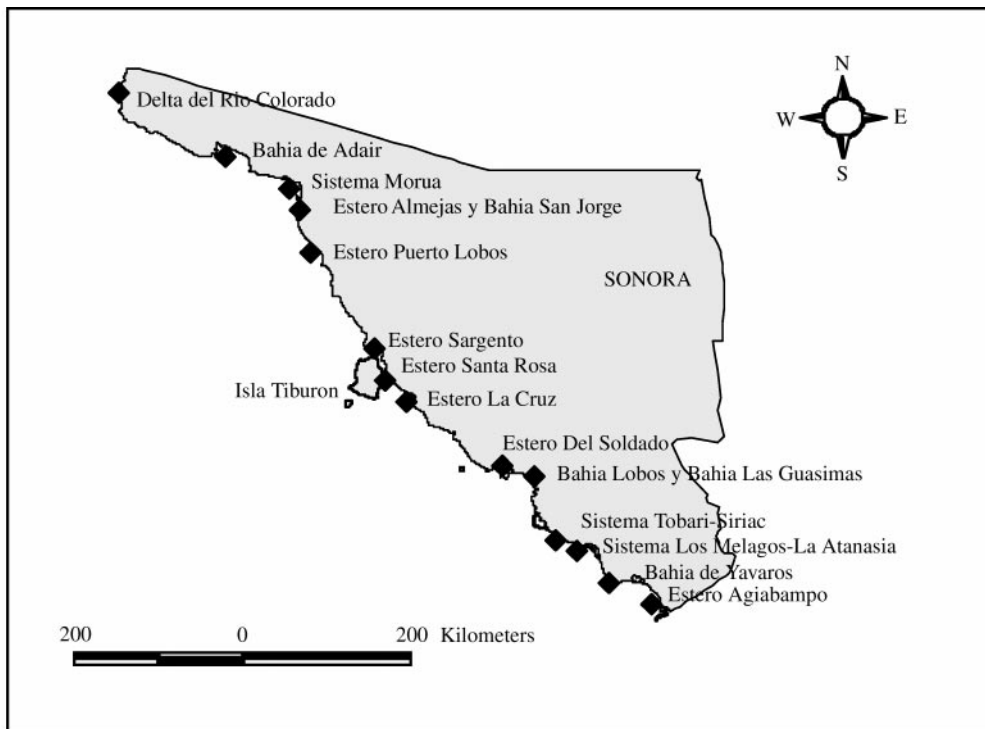 N
W E
S
Delta del Rio Colorado
Bahia de Adair
Sistema Morua
Estero Almejas y Bahia San Jorge
Estero Puerto Lobos
SONORA
Estero Sargento
Estero Santa Rosa
Isla Tiburon
Estero La Cruz
Estero Del Soldado
Bahia Lobos y Bahia Las Guasimas
Sistema Tobari-Siriac
Sistema Los Melagos-La Atanasia
Bahia de Yavaros
Estero Agiabampo
200 0 200 Kilometers